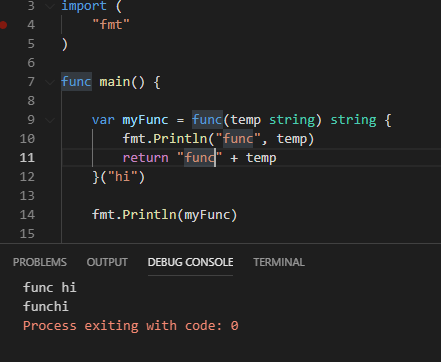 3 import (
4     "fmt"
5 )
6
7 func main() {
8
9     var myFunc = func(temp string) string {
10         fmt.Println("func", temp)
11         return "func" + temp
12     }("hi")
13
14     fmt.Println(myFunc)
15
PROBLEMS OUTPUT DEBUG CONSOLE TERMINAL
func hi
funchi
Process exiting with code: 0